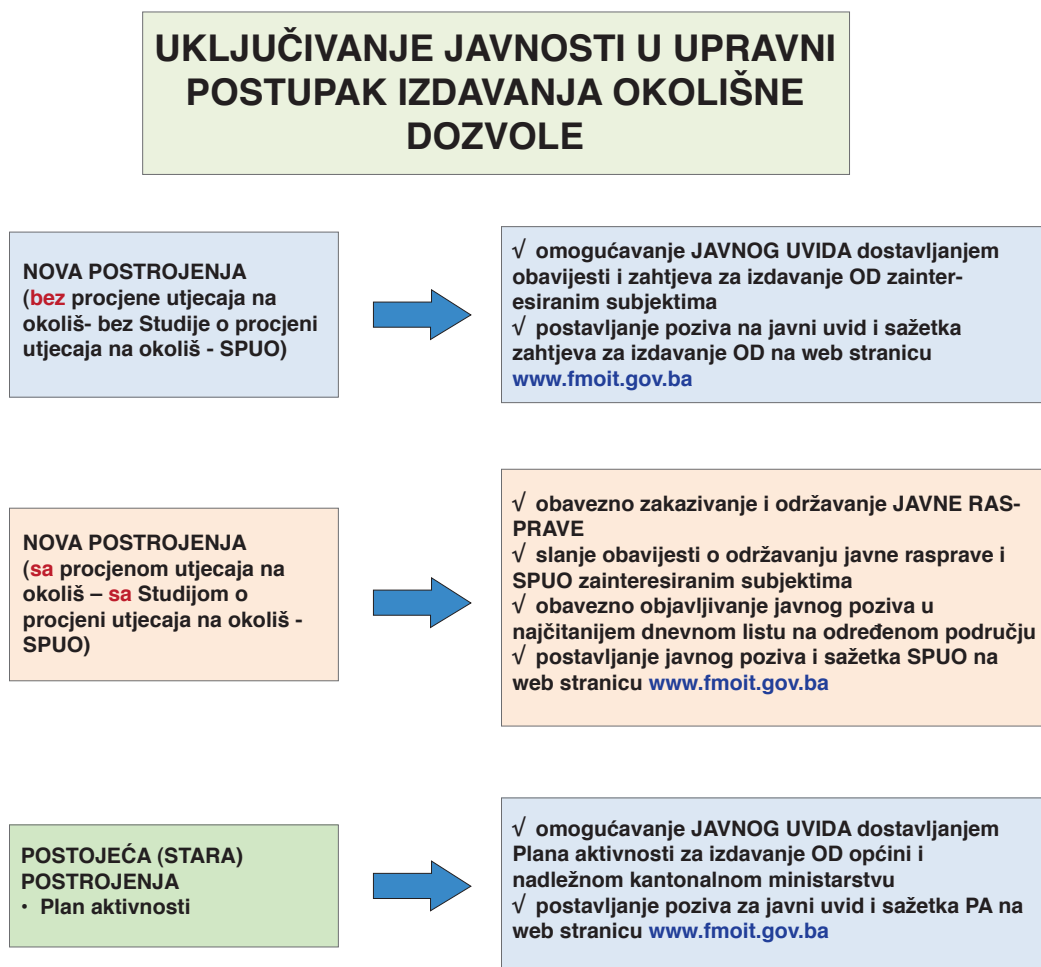 UKLJUČIVANJE JAVNOSTI U UPRAVNI
POSTUPAK IZDAVANJA OKOLIŠNE
DOZVOLE
NOVA POSTROJENJA
(bez procjene utjecaja na
okoliš- bez Studije o procjeni
utjecaja na okoliš - SPUO)
√ omogućavanje JAVNOG UVIDA dostavljanjem
obavijesti i zahtjeva za izdavanje OD zainter-
esiranim subjektima
√ postavljanje poziva na javni uvid i sažetka
zahtjeva za izdavanje OD na web stranicu
www.fmoit.gov.ba
NOVA POSTROJENJA
(sa procjenom utjecaja na
okoliš – sa Studijom o
procjeni utjecaja na okoliš -
SPUO)
√ obavezno zakazivanje i održavanje JAVNE RAS-
PRAVE
√ slanje obavijesti o održavanju javne rasprave i
SPUO zainteresiranim subjektima
√ obavezno objavljivanje javnog poziva u
najčitanijem dnevnom listu na određenom području
√ postavljanje javnog poziva i sažetka SPUO na
web stranicu www.fmoit.gov.ba
POSTOJEĆA (STARA)
POSTROJENJA
• Plan aktivnosti
√ omogućavanje JAVNOG UVIDA dostavljanjem
Plana aktivnosti za izdavanje OD općini i
nadležnom kantonalnom ministarstvu
√ postavljanje poziva za javni uvid i sažetka PA na
web stranicu www.fmoit.gov.ba